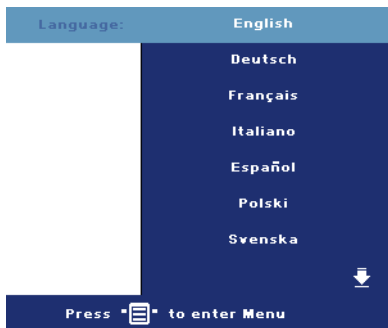 Language: English
Deutsch
Français
Italiano
Español
Polski
Svenska
Press "" to enter Menu